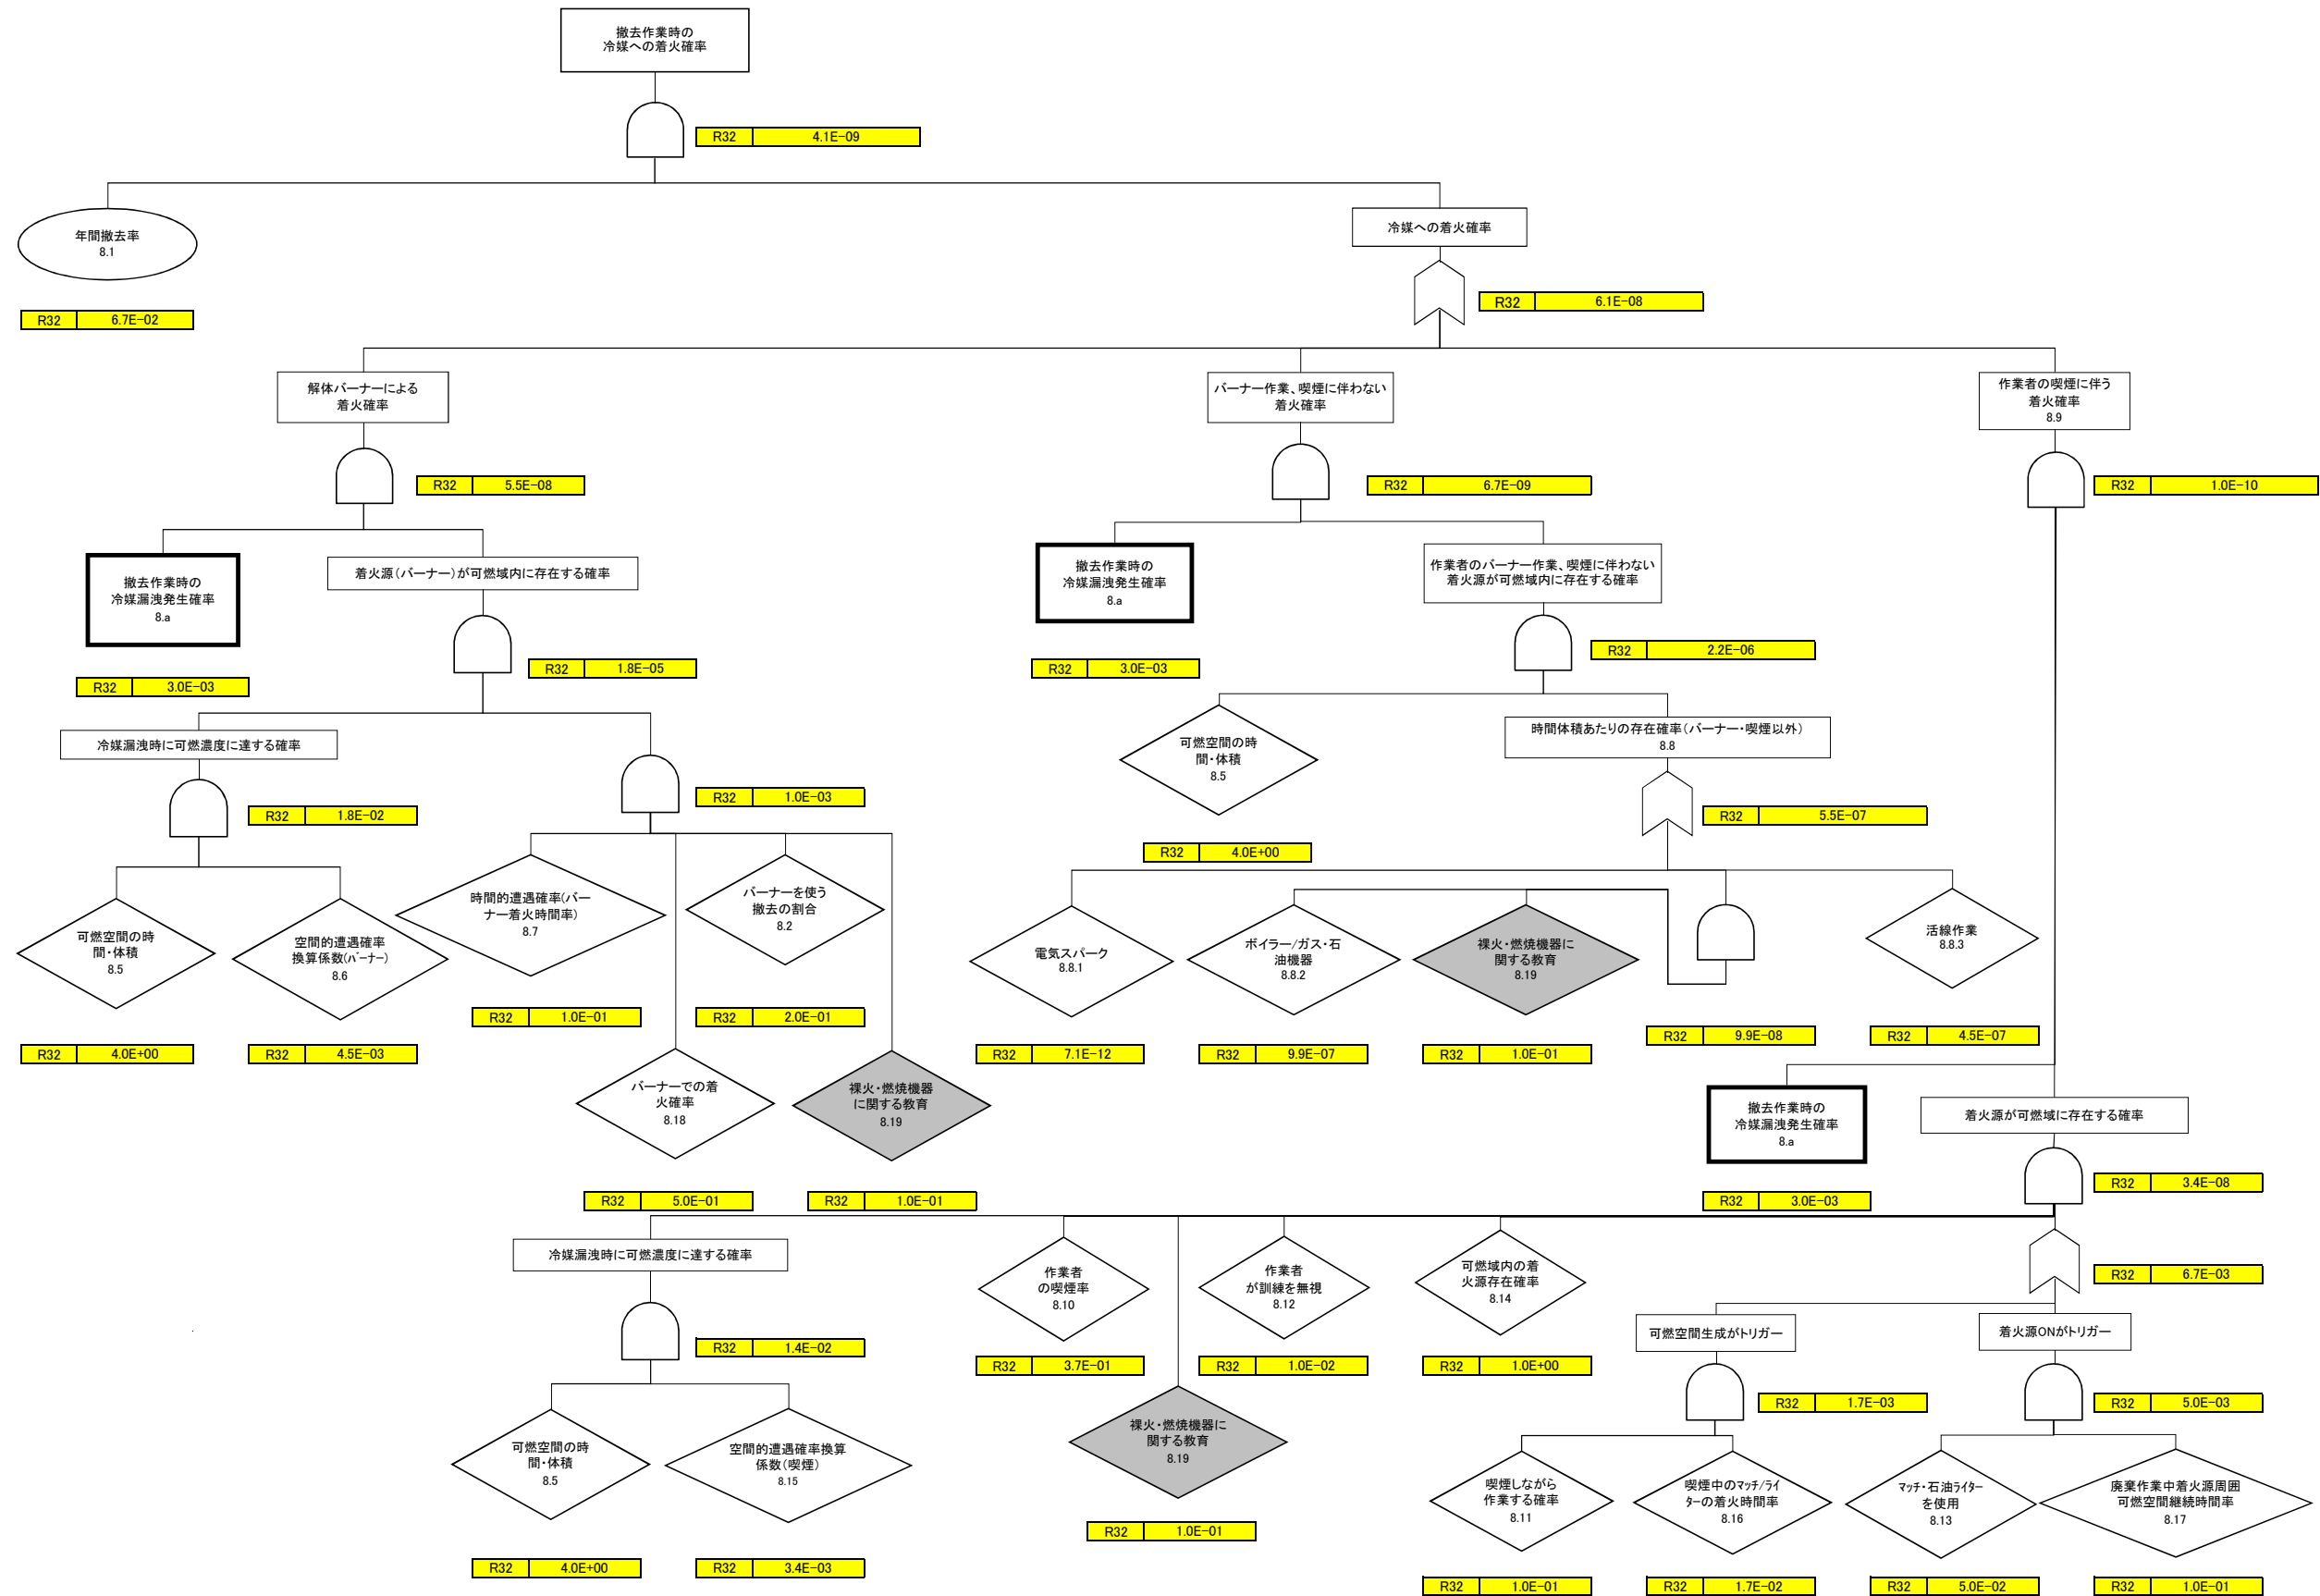 撤去作業時の
冷媒への着火確率
R32 4.1E-09
年間撤去率
8.1
R32 6.7E-02
冷媒への着火確率
R32 6.1E-08
解体バーナーによる
着火確率
R32 5.5E-08
バーナー作業、喫煙に伴わない
着火確率
R32 6.7E-09
作業者の喫煙に伴う
着火確率
8.9
R32 1.0E-10
撤去作業時の
冷媒漏洩発生確率
8.a
R32 3.0E-03
着火源(バーナー)が可燃域内に存在する確率
R32 1.8E-05
撤去作業時の
冷媒漏洩発生確率
8.a
R32 3.0E-03
作業者のバーナー作業、喫煙に伴わない
着火源が可燃域内に存在する確率
R32 2.2E-06
冷媒漏洩時に可燃濃度に達する確率
R32 1.8E-02
R32 1.0E-03
可燃空間の時
間・体積
8.5
R32 4.0E+00
時間体積あたりの存在確率(バーナー・喫煙以外)
8.8
R32 5.5E-07
可燃空間の時
間・体積
8.5
R32 4.0E+00
空間的遭遇確率
換算係数(バーナー)
8.6
R32 4.5E-03
時間的遭遇確率(バー
ナー着火時間率)
8.7
R32 1.0E-01
バーナーを使う
撤去の割合
8.2
R32 2.0E-01
バーナーでの着
火確率
8.18
R32 5.0E-01
裸火・燃焼機器
に関する教育
8.19
R32 1.0E-01
電気スパーク
8.8.1
R32 7.1E-12
ボイラー/ガス・石
油機器
8.8.2
R32 9.9E-07
裸火・燃焼機器に
関する教育
8.19
R32 1.0E-01
R32 9.9E-08
活線作業
8.8.3
R32 4.5E-07
撤去作業時の
冷媒漏洩発生確率
8.a
R32 3.0E-03
着火源が可燃域に存在する確率
R32 3.4E-08
冷媒漏洩時に可燃濃度に達する確率
R32 1.4E-02
作業者
の喫煙率
8.10
R32 3.7E-01
作業者
が訓練を無視
8.12
R32 1.0E-02
可燃域内の着
火源存在確率
8.14
R32 1.0E+00
R32 6.7E-03
可燃空間生成がトリガー
R32 1.7E-03
着火源ONがトリガー
R32 5.0E-03
可燃空間の時
間・体積
8.5
R32 4.0E+00
空間的遭遇確率換算
係数(喫煙)
8.15
R32 3.4E-03
裸火・燃焼機器に
関する教育
8.19
R32 1.0E-01
喫煙しながら
作業する確率
8.11
R32 1.0E-01
喫煙中のマッチ/ライ
ターの着火時間率
8.16
R32 1.7E-02
マッチ・石油ライター
を使用
8.13
R32 5.0E-02
廃棄作業中着火源周囲
可燃空間継続時間率
8.17
R32 1.0E-01